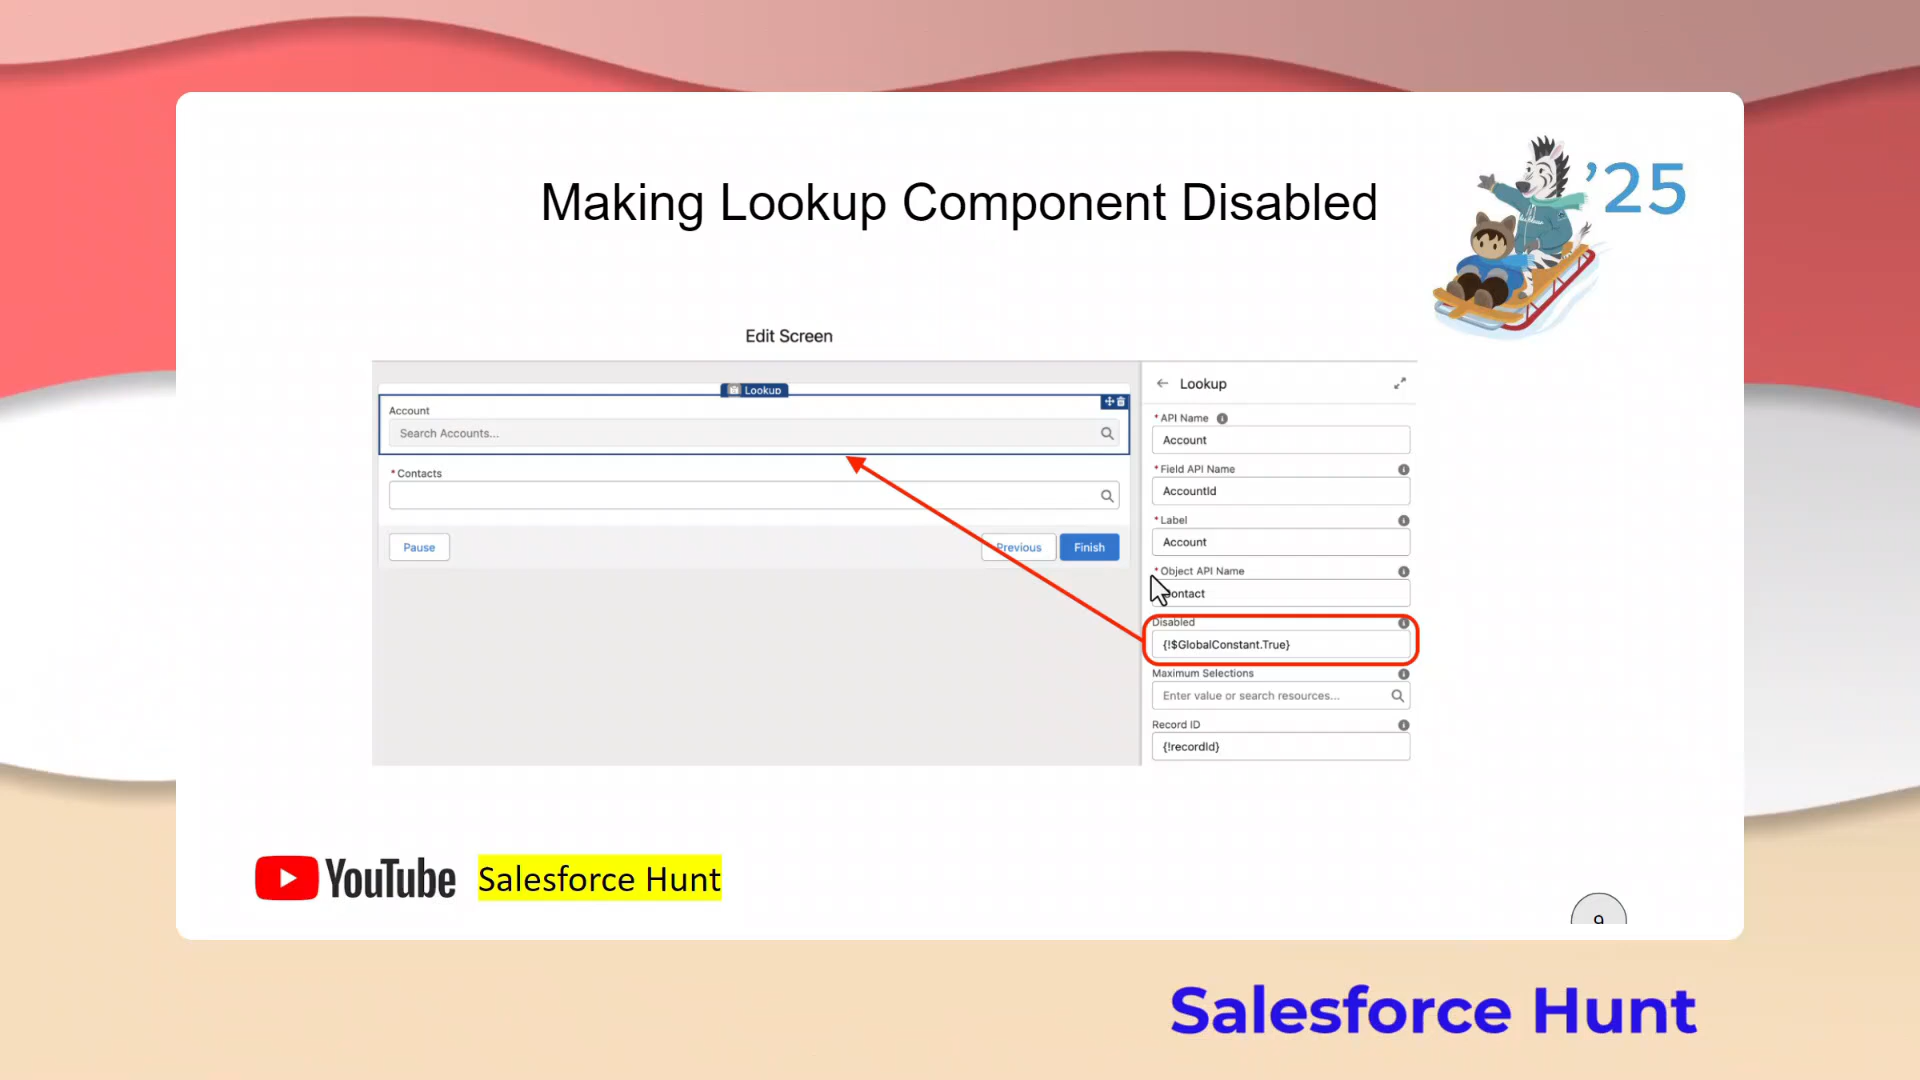 Making Lookup Component Disabled
’25
Edit Screen
Lookup
Account
Search Accounts...
* Contacts
Pause
Previous
Finish
Lookup
* API Name
Account
* Field API Name
AccountId
* Label
Account
* Object API Name
ontact
Disabled
{!$GlobalConstant.True}
Maximum Selections
Enter value or search resources...
Record ID
{!recordId}
YouTube
Salesforce Hunt
9
Salesforce Hunt